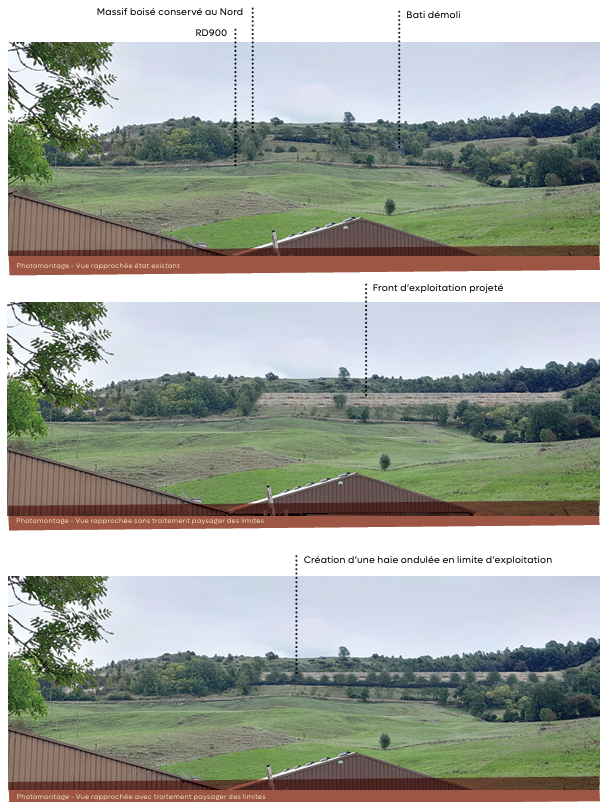 Massif boisé conservé au Nord
Bati démoli
RD900
Photomontage - Vue rapprochée état existant
Front d'exploitation projeté
Photomontage - Vue rapprochée sans traitement paysager des limites
Création d'une haie ondulée en limite d'exploitation
Photomontage - Vue rapprochée avec traitement paysager des limites